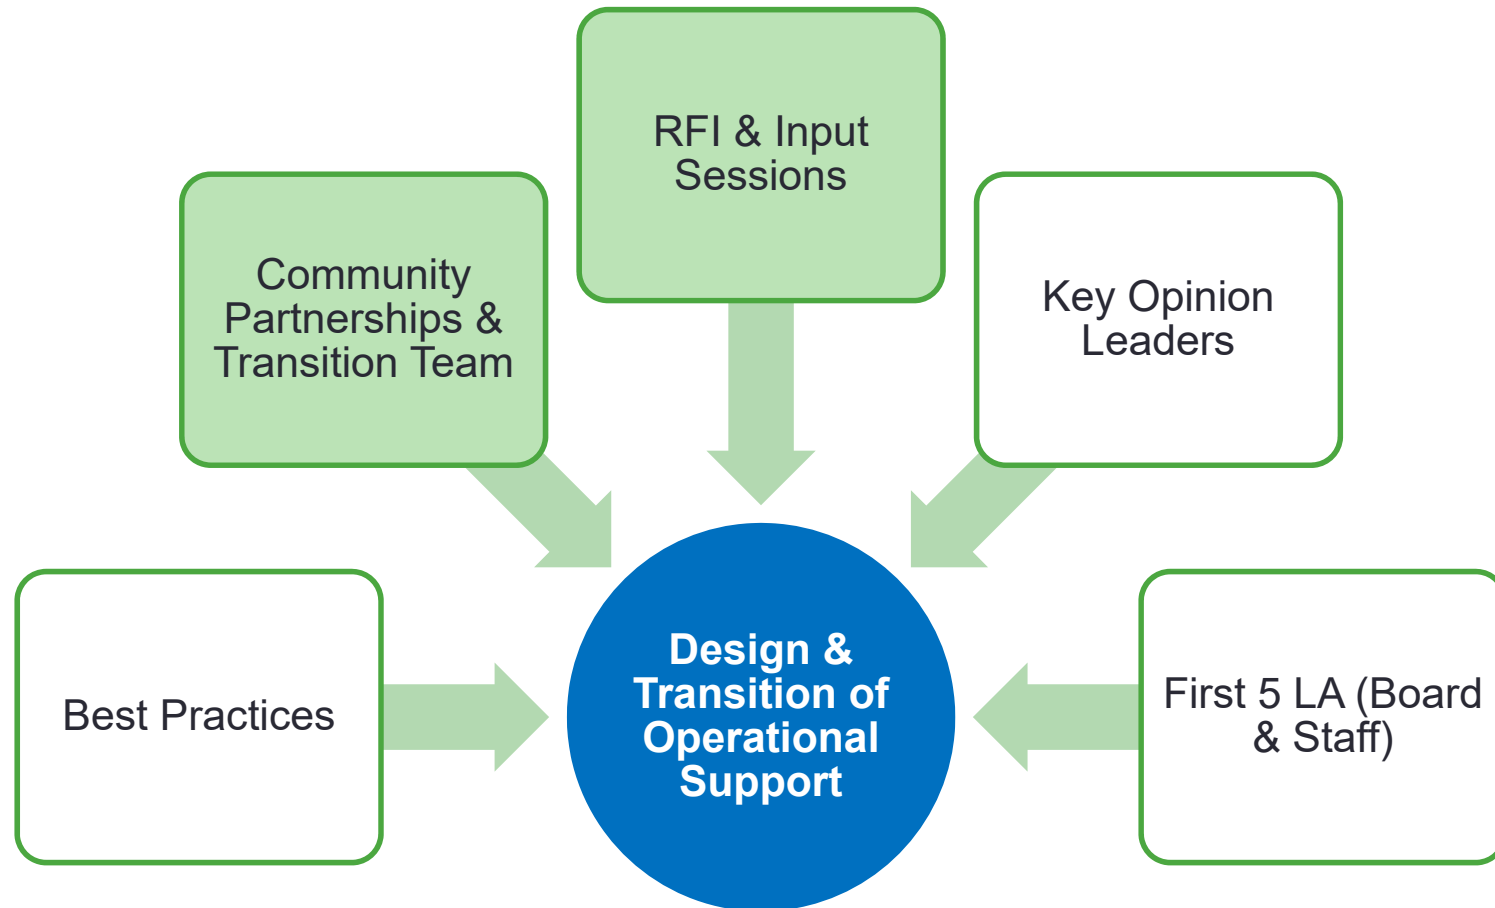 RFI & Input
Sessions
Community
Partnerships &
Transition Team
Key Opinion
Leaders
Best Practices
Design &
Transition of
Operational
Support
First 5 LA (Board
& Staff)